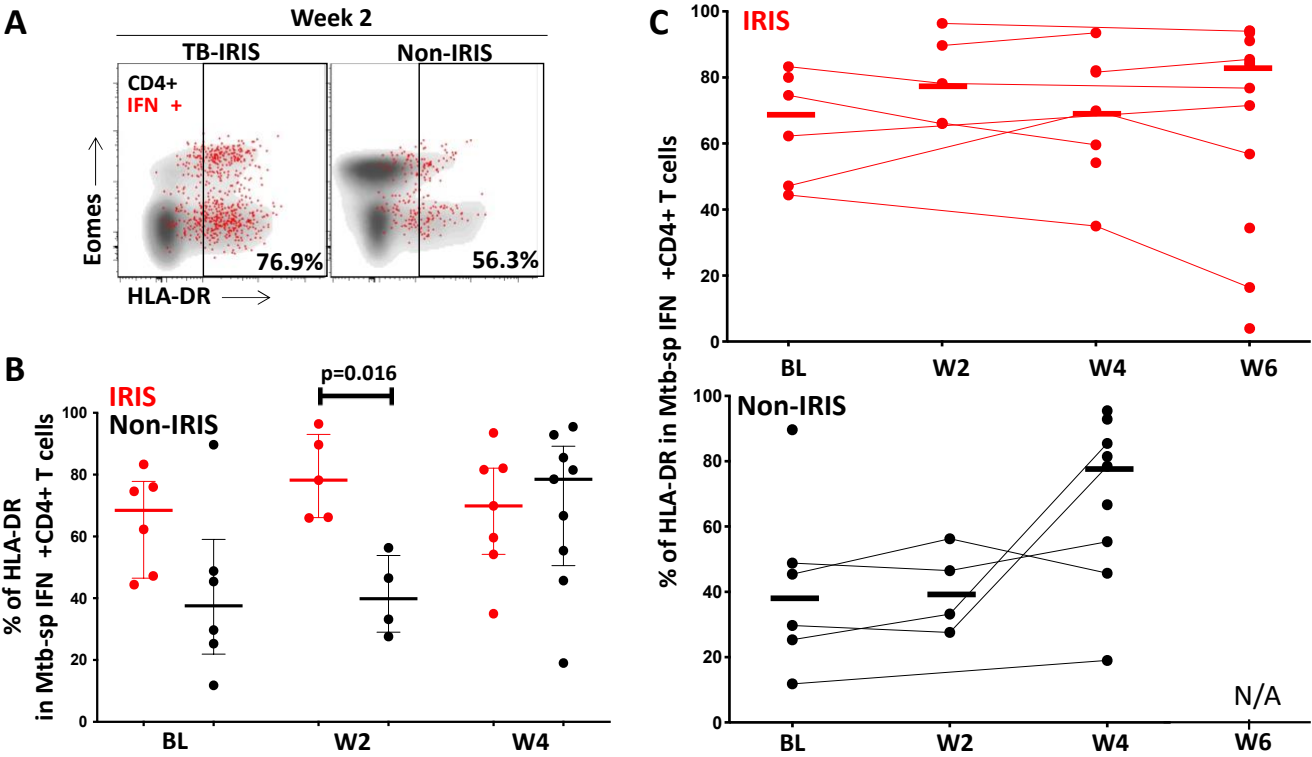 A
Week 2
TB-IRIS
Non-IRIS
CD4+
IFN +
76.9%
56.3%
Eomes
HLA-DR
B
IRIS
Non-IRIS
p=0.016
% of HLA-DR
in Mtb-sp IFN +CD4+ T cells
100
80
60
40
20
0
BL
W2
W4
C
IRIS
% of HLA-DR in Mtb-sp IFN +CD4+ T cells
100
80
60
40
20
0
BL
W2
W4
W6
Non-IRIS
100
80
60
40
20
0
N/A
BL
W2
W4
W6